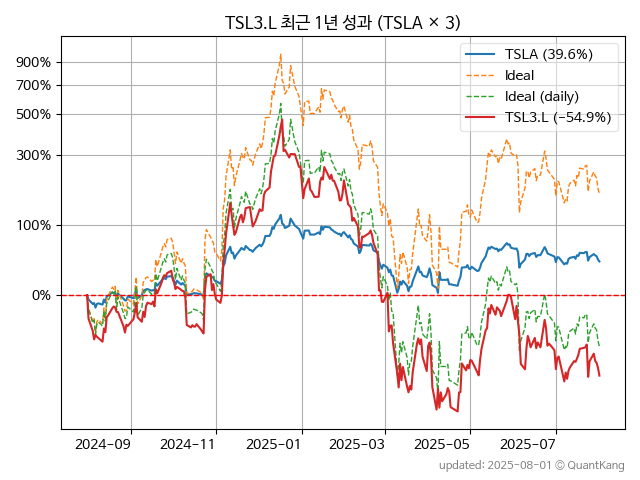 TSL3.L 최근 1년 성과 (TSLA × 3)
TSLA (39.6%)
Ideal
Ideal (daily)
TSL3.L (−54.9%)
900%
700%
500%
300%
100%
0%
2024-09
2024-11
2025-01
2025-03
2025-05
2025-07
updated: 2025-08-01 © QuantKang